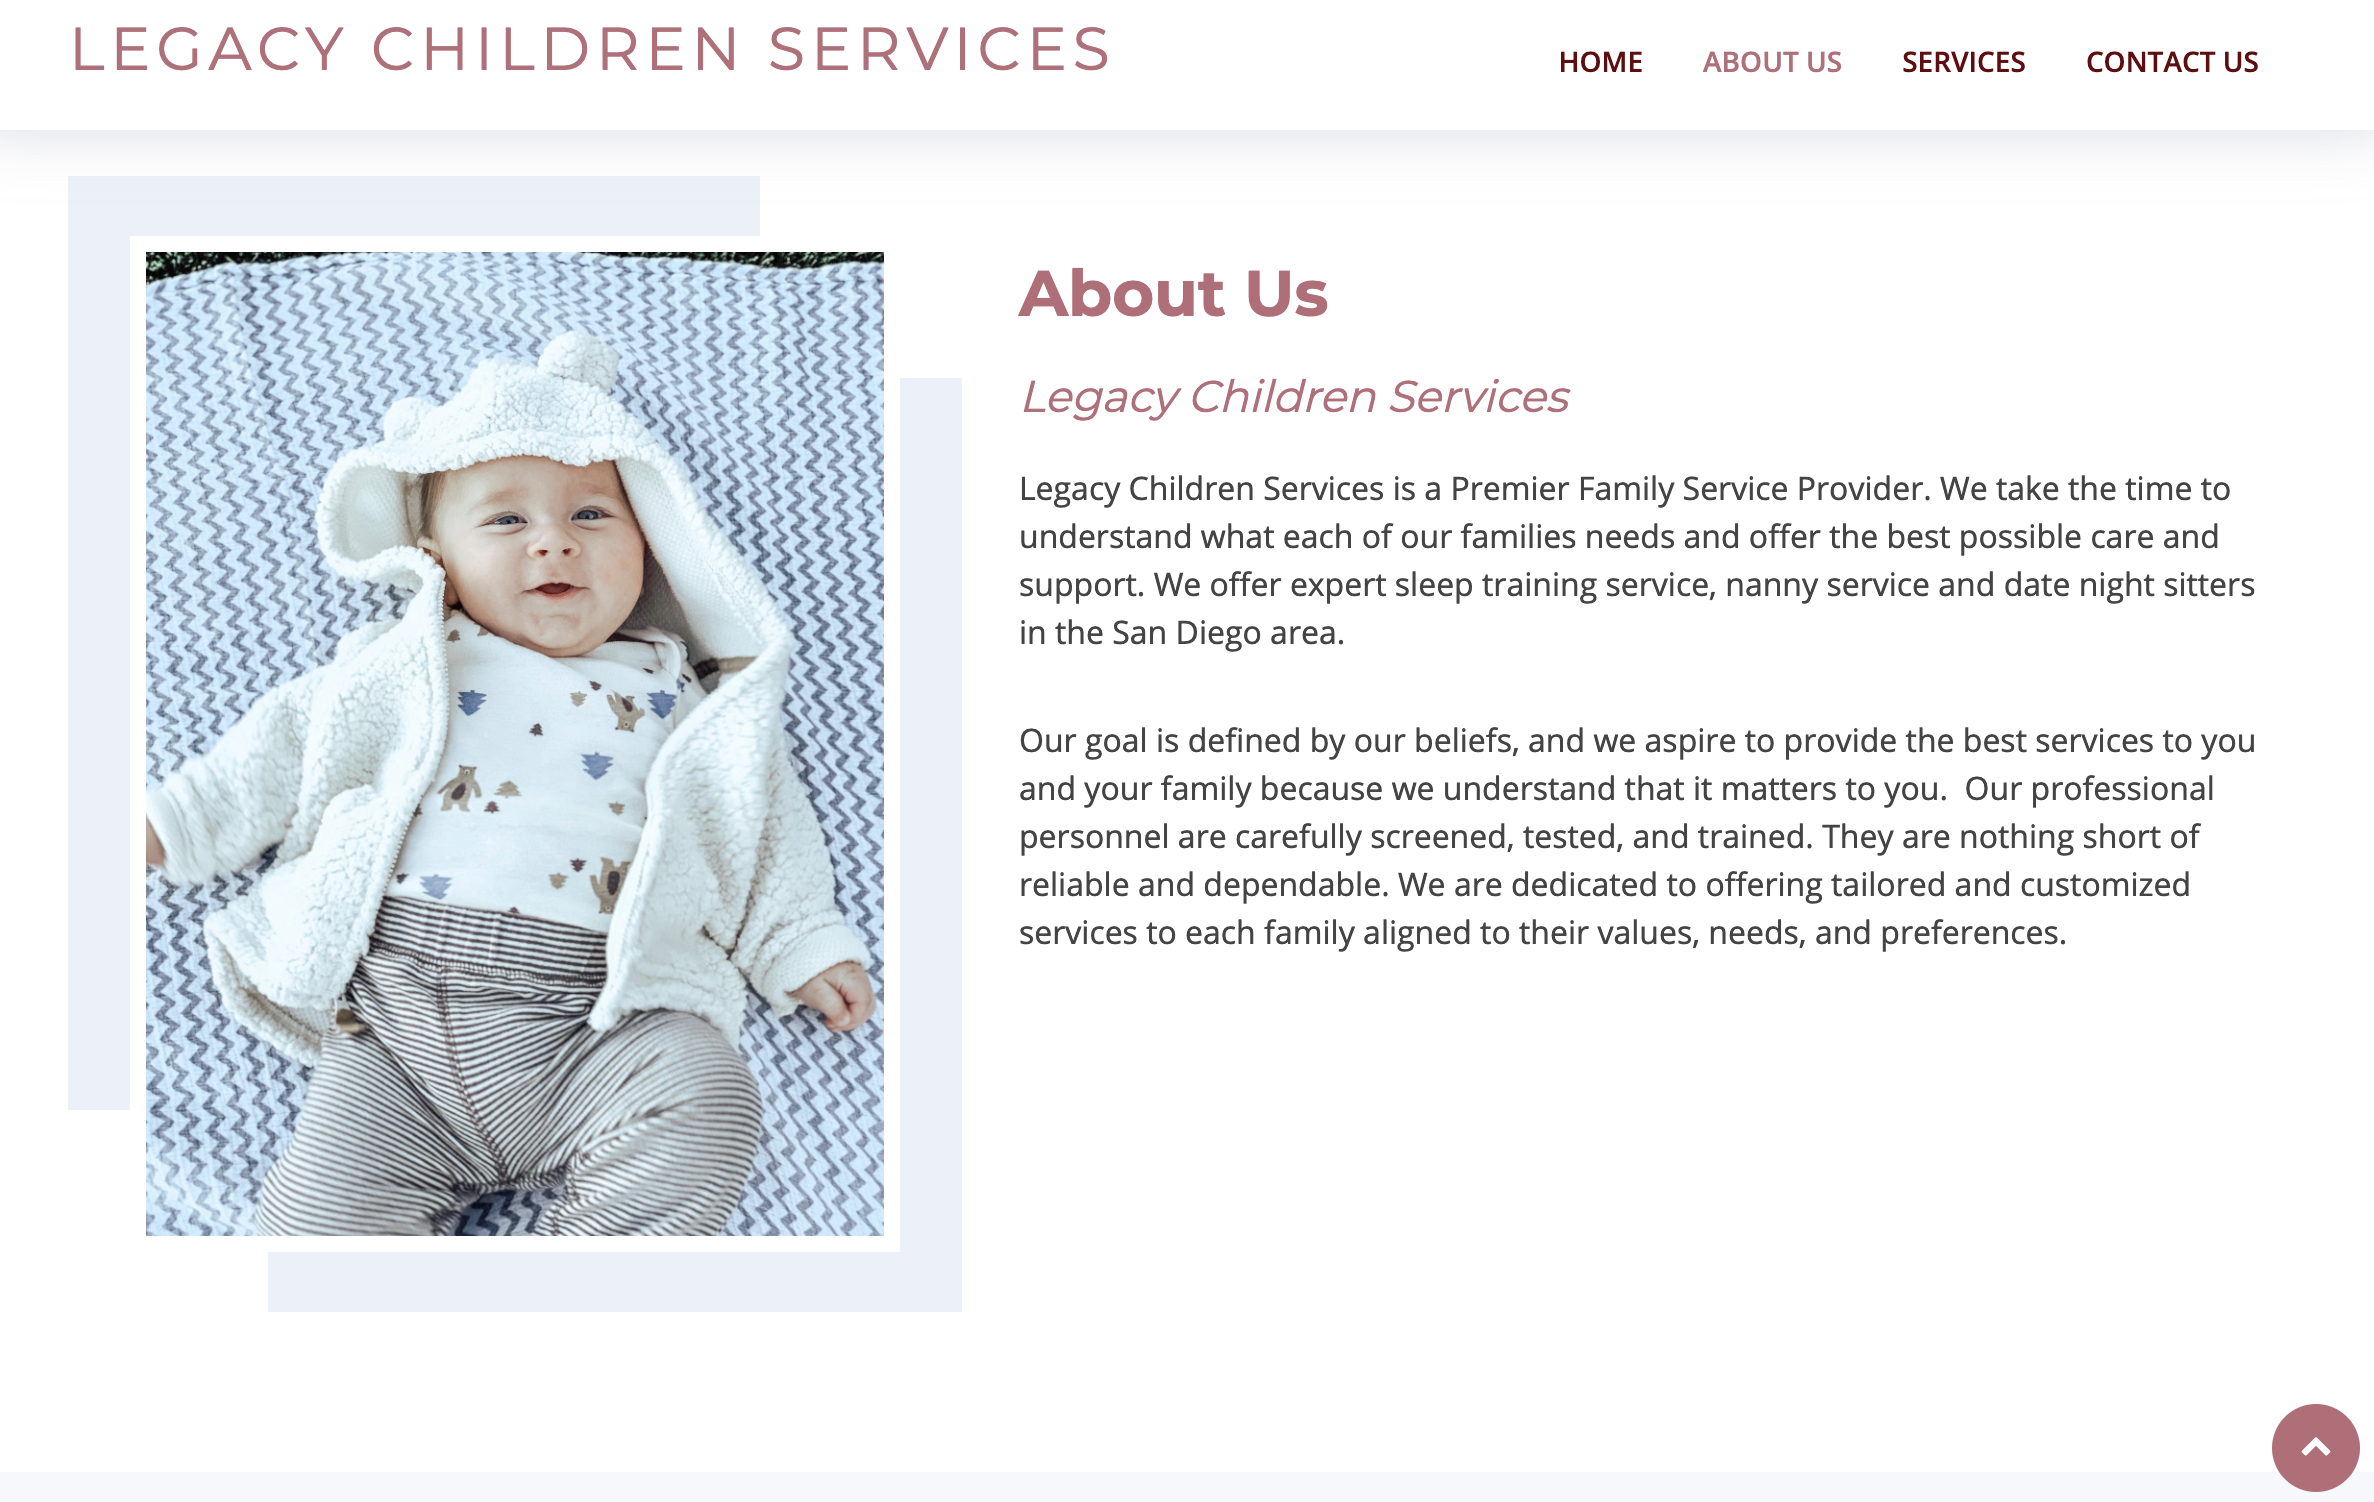 LEGACY CHILDREN SERVICES
HOME ABOUT US SERVICES CONTACT US
About Us
Legacy Children Services
Legacy Children Services is a Premier Family Service Provider. We take the time to
understand what each of our families needs and offer the best possible care and
support. We offer expert sleep training service, nanny service and date night sitters
in the San Diego area.
Our goal is defined by our beliefs, and we aspire to provide the best services to you
and your family because we understand that it matters to you.  Our professional
personnel are carefully screened, tested, and trained. They are nothing short of
reliable and dependable. We are dedicated to offering tailored and customized
services to each family aligned to their values, needs, and preferences.